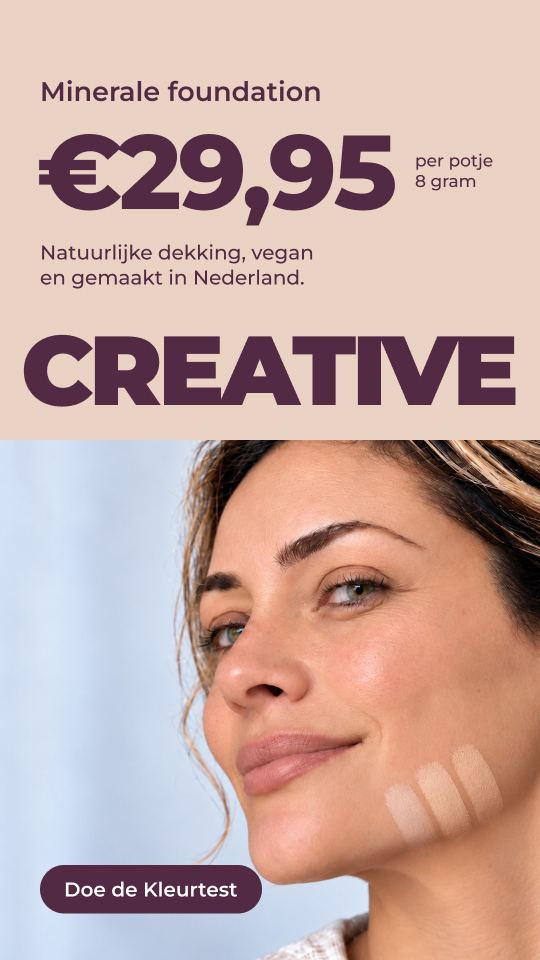 Minerale foundation
€29,95
per potje
8 gram
Natuurlijke dekking, vegan
en gemaakt in Nederland.
CREATIVE
Doe de Kleurtest